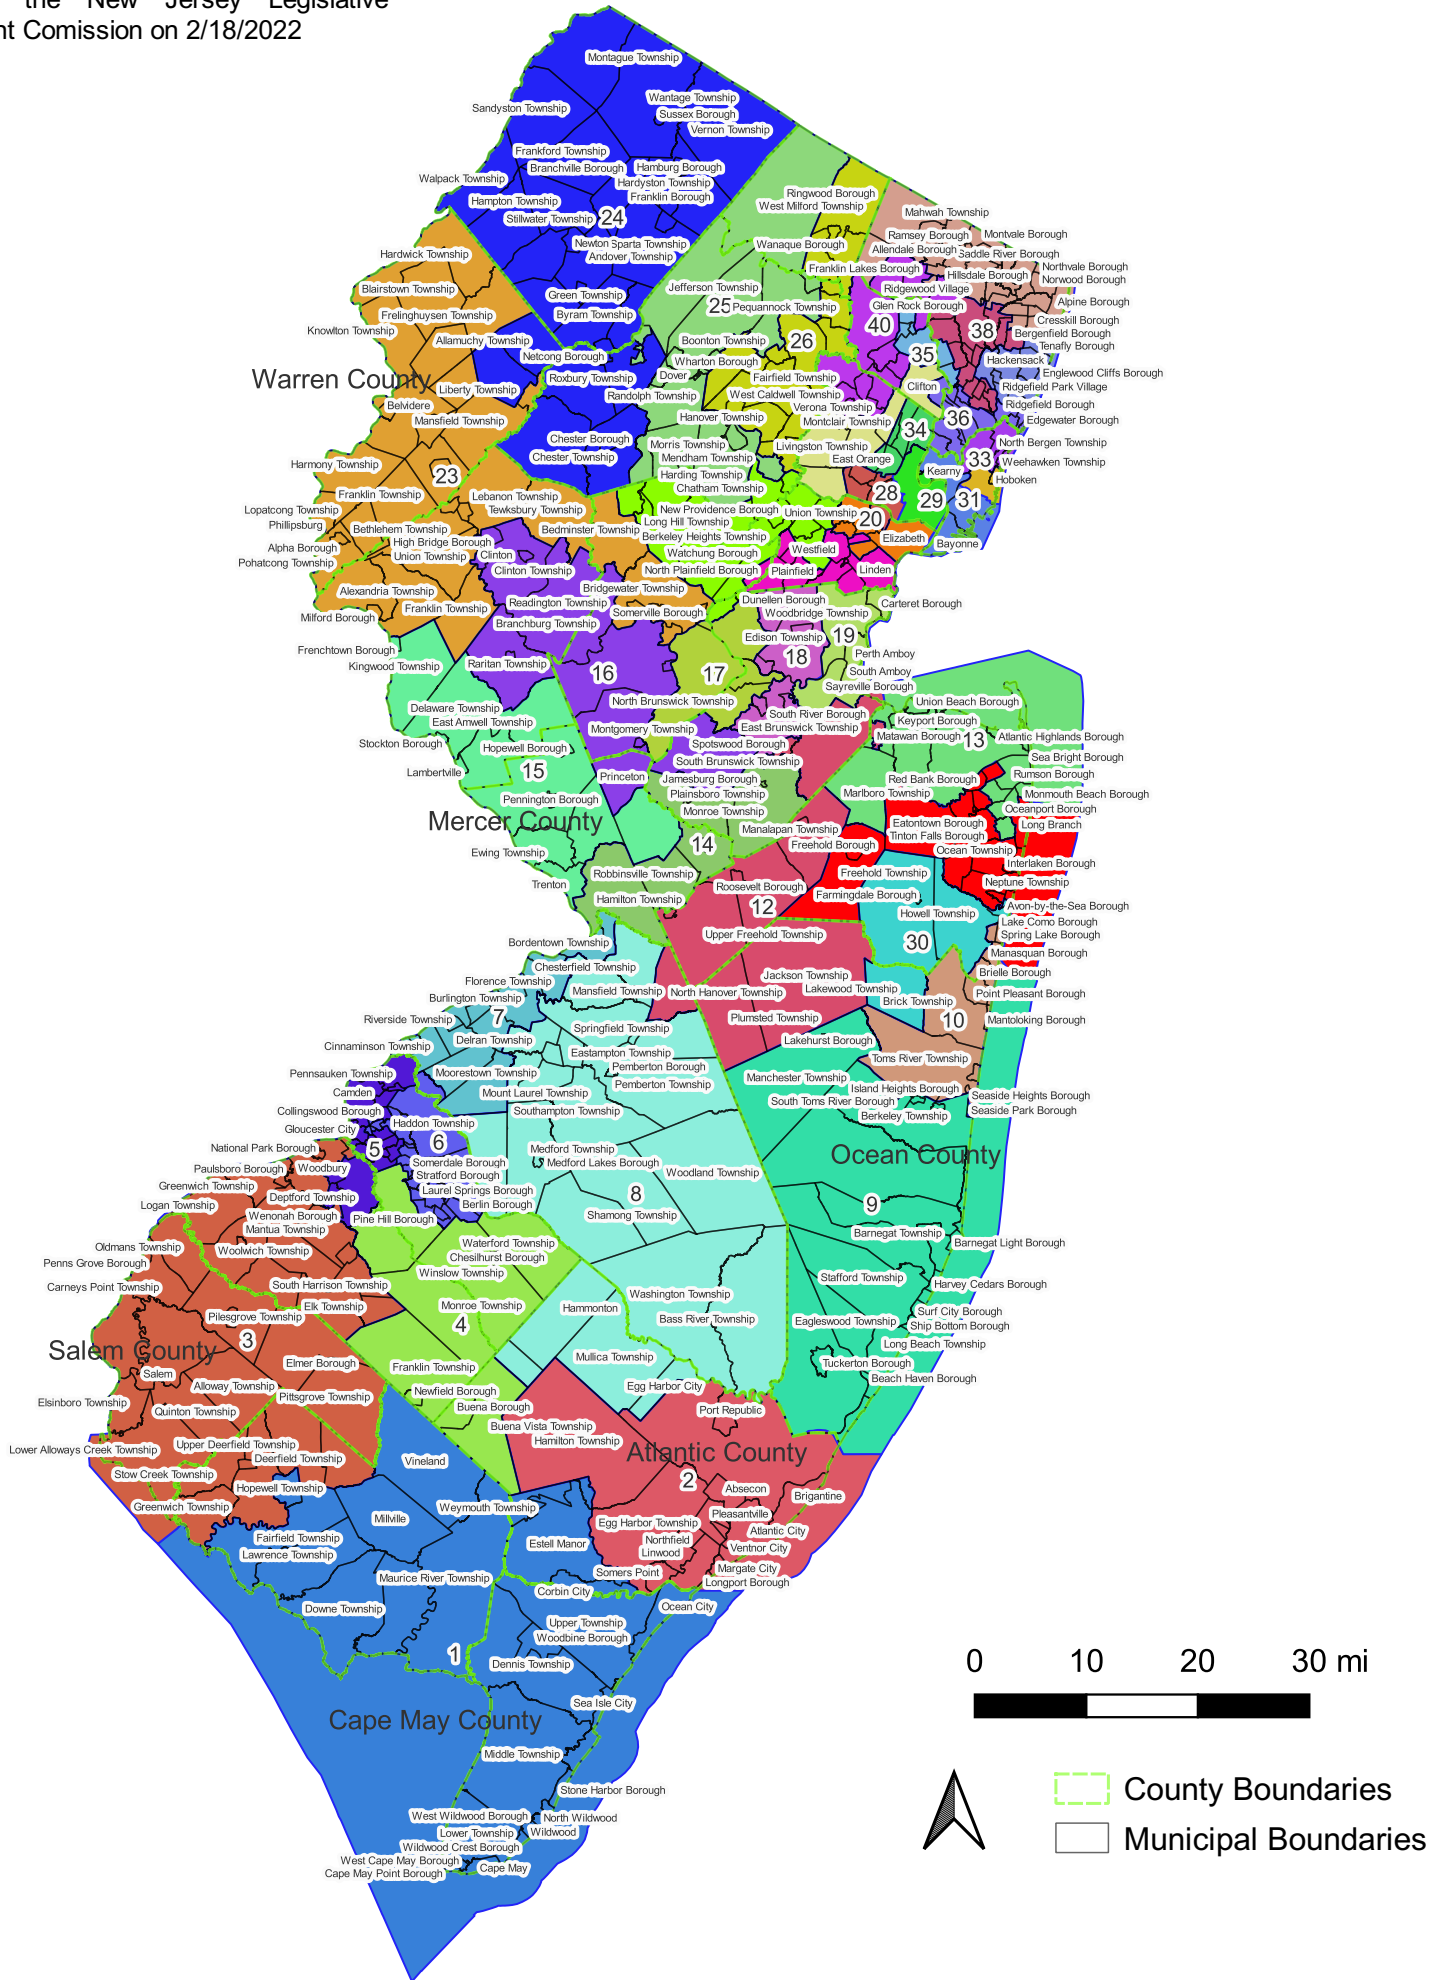 the New Jersey Legislative
nt Comission on 2/18/2022
Montague Township
Sandyston Township
Wantage Township
Sussex Borough
Vernon Township
Frankford Township
Branchville Borough
Hamburg Borough
Walpack Township
Hardyston Township
Hampton Township
Franklin Borough
Stillwater Township
24
Ringwood Borough
West Milford Township
Mahwah Township
Newton
Sparta Township
Andover Township
Wanaque Borough
Ramsey Borough
Montvale Borough
Allendale Borough
Saddle River Borough
Hardwick Township
Franklin Lakes Borough
Hillsdale Borough
Northvale Borough
Norwood Borough
Blairstown Township
Green Township
Jefferson Township
Ridgewood Village
Alpine Borough
Frelinghuysen Township
Byram Township
25
Pequannock Township
Glen Rock Borough
Cresskill Borough
Knowlton Township
40
38
Bergenfield Borough
Allamuchy Township
Boonton Township
26
Tenafly Borough
Netcong Borough
Wharton Borough
35
Hackensack
Warren County
Roxbury Township
Dover
Fairfield Township
Clifton
Englewood Cliffs Borough
Liberty Township
Randolph Township
West Caldwell Township
Ridgefield Park Village
Belvidere
Verona Township
Ridgefield Borough
Mansfield Township
Hanover Township
Montclair Township
34
36
Edgewater Borough
Chester Borough
Morris Township
Livingston Township
North Bergen Township
Chester Township
Mendham Township
East Orange
33
Weehawken Township
Harmony Township
23
Harding Township
Kearny
Hoboken
Franklin Township
Lebanon Township
Chatham Township
28
29
31
Lopatcong Township
Tewksbury Township
New Providence Borough
Union Township
Phillipsburg
Bethlehem Township
Bedminster Township
Long Hill Township
20
Alpha Borough
High Bridge Borough
Berkeley Heights Township
Elizabeth
Bayonne
Pohatcong Township
Union Township
Clinton
Watchung Borough
Westfield
Clinton Township
North Plainfield Borough
Plainfield
Linden
Alexandria Township
Bridgewater Township
Milford Borough
Franklin Township
Readington Township
Somerville Borough
Dunellen Borough
Carteret Borough
Branchburg Township
Woodbridge Township
Frenchtown Borough
Edison Township
19
Kingwood Township
Raritan Township
16
17
18
Perth Amboy
South Amboy
Sayreville Borough
Delaware Township
North Brunswick Township
Union Beach Borough
East Amwell Township
Montgomery Township
South River Borough
Keyport Borough
Stockton Borough
Hopewell Borough
Spotswood Borough
East Brunswick Township
Matawan Borough
13
Atlantic Highlands Borough
Lambertville
15
South Brunswick Township
Sea Bright Borough
Princeton
Jamesburg Borough
Red Bank Borough
Rumson Borough
Pennington Borough
Plainsboro Township
Marlboro Township
Monmouth Beach Borough
Mercer County
Monroe Township
Oceanport Borough
Manalapan Township
Eatontown Borough
Long Branch
14
Freehold Borough
Tinton Falls Borough
Ewing Township
Ocean Township
Robbinsville Township
Freehold Township
Interlaken Borough
Trenton
Roosevelt Borough
Neptune Township
Hamilton Township
12
Farmingdale Borough
Avon-by-the-Sea Borough
Howell Township
Lake Como Borough
Upper Freehold Township
30
Spring Lake Borough
Bordentown Township
Manasquan Borough
Chesterfield Township
Jackson Township
Brielle Borough
Florence Township
Mansfield Township
North Hanover Township
Lakewood Township
Point Pleasant Borough
Burlington Township
Brick Township
Riverside Township
7
Springfield Township
Plumsted Township
10
Mantoloking Borough
Cinnaminson Township
Delran Township
Lakehurst Borough
Eastampton Township
Toms River Township
Pennsauken Township
Moorestown Township
Pemberton Borough
Manchester Township
Camden
Mount Laurel Township
Pemberton Township
Island Heights Borough
Seaside Heights Borough
Collingswood Borough
Southampton Township
South Toms River Borough
Seaside Park Borough
Gloucester City
Haddon Township
Berkeley Township
National Park Borough
5
6
Medford Township
Ocean County
Paulsboro Borough
Woodbury
Somerdale Borough
Medford Lakes Borough
Woodland Township
Greenwich Township
Stratford Borough
Logan Township
Deptford Township
Laurel Springs Borough
8
9
Wenonah Borough
Pine Hill Borough
Berlin Borough
Shamong Township
Mantua Township
Barnegat Township
Oldmans Township
Woolwich Township
Waterford Township
Barnegat Light Borough
Penns Grove Borough
Chesilhurst Borough
Carneys Point Township
South Harrison Township
Winslow Township
Stafford Township
Harvey Cedars Borough
Elk Township
Monroe Township
Hammonton
Washington Township
Surf City Borough
Pilesgrove Township
4
Bass River Township
Eagleswood Township
Ship Bottom Borough
Salem County
3
Mullica Township
Long Beach Township
Salem
Elmer Borough
Franklin Township
Tuckerton Borough
Alloway Township
Newfield Borough
Egg Harbor City
Beach Haven Borough
Elsinboro Township
Quinton Township
Pittsgrove Township
Buena Borough
Port Republic
Buena Vista Township
Lower Alloways Creek Township
Upper Deerfield Township
Hamilton Township
Atlantic County
Deerfield Township
Vineland
Stow Creek Township
2
Hopewell Township
Absecon
Brigantine
Greenwich Township
Weymouth Township
Pleasantville
Millville
Egg Harbor Township
Atlantic City
Fairfield Township
Estell Manor
Northfield
Ventnor City
Lawrence Township
Linwood
Maurice River Township
Somers Point
Margate City
Corbin City
Longport Borough
Downe Township
Ocean City
Upper Township
1
Woodbine Borough
Dennis Township
0 10 20 30 mi
Sea Isle City
Cape May County
Middle Township
Stone Harbor Borough
County Boundaries
West Wildwood Borough
North Wildwood
Lower Township
Wildwood
Municipal Boundaries
Wildwood Crest Borough
West Cape May Borough
Cape May
Cape May Point Borough